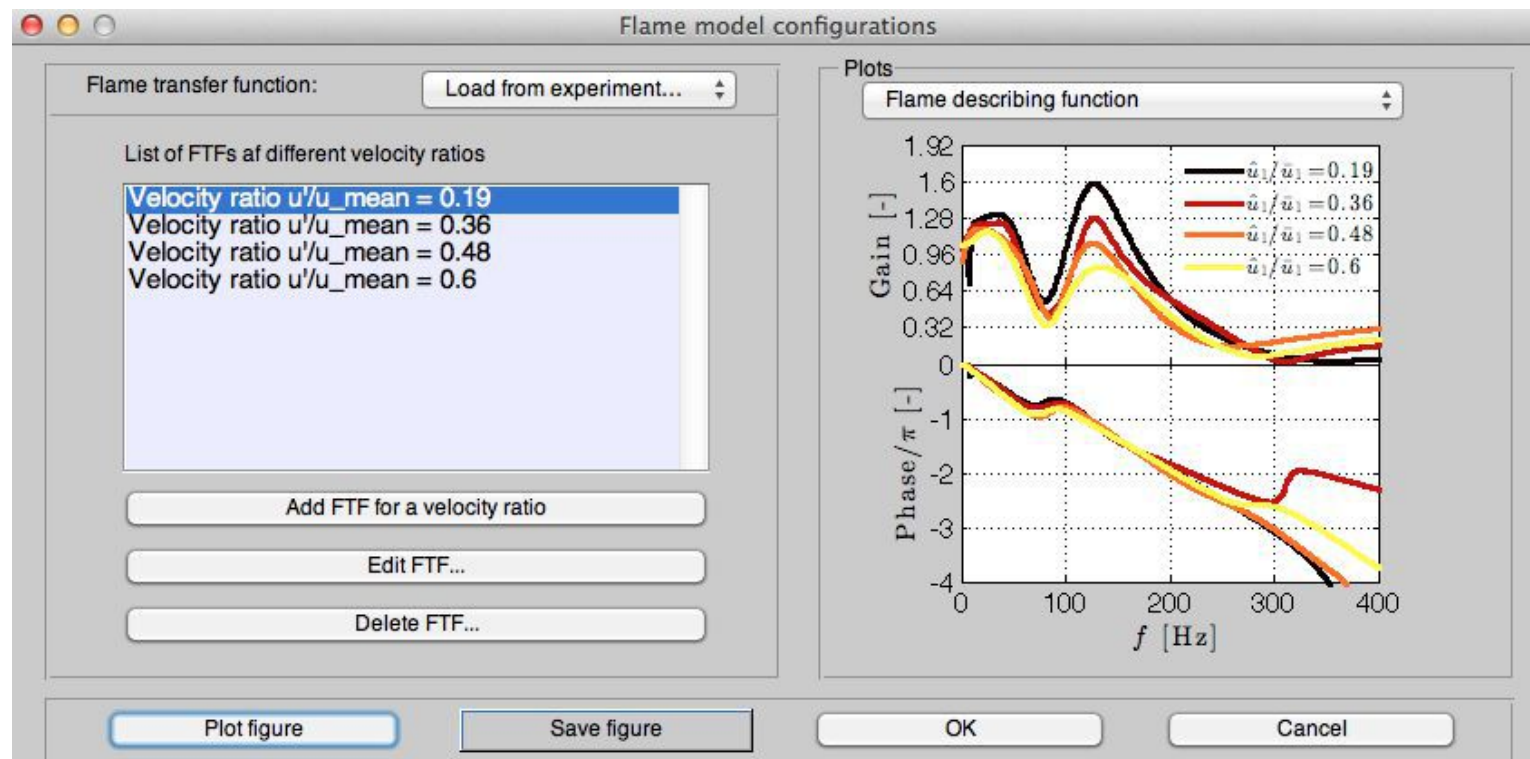 Flame model configurations
Flame transfer function:
Load from experiment...
List of FTFs af different velocity ratios
Velocity ratio u'/u_mean = 0.19
Velocity ratio u'/u_mean = 0.36
Velocity ratio u'/u_mean = 0.48
Velocity ratio u'/u_mean = 0.6
Add FTF for a velocity ratio
Edit FTF...
Delete FTF...
Plots
Flame describing function
1.92
1.6
1.28
0.96
0.64
0.32
0
Gain [-]
û₁/ū₁=0.19
û₁/ū₁=0.36
û₁/ū₁=0.48
û₁/ū₁=0.6
-1
-2
-3
-4
Phase/π [-]
0 100 200 300 400
f [Hz]
Plot figure
Save figure
OK
Cancel